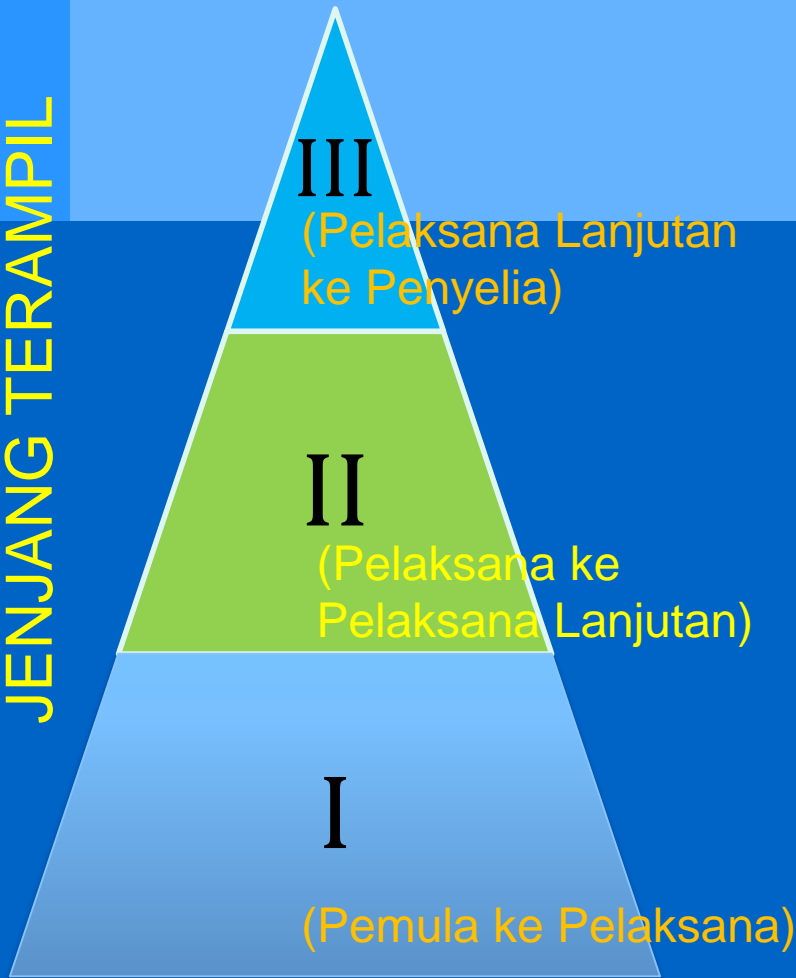 JENJANG TERAMPIL
III
(Pelaksana Lanjutan
ke Penyelia)
II
(Pelaksana ke
Pelaksana Lanjutan)
I
(Pemula ke Pelaksana)